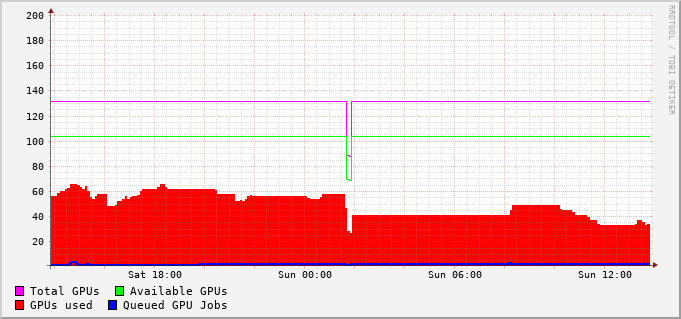 200
180
160
140
120
100
80
60
40
20
Sat 18:00 Sun 00:00 Sun 06:00 Sun 12:00
Total GPUs Available GPUs
GPUs used Queued GPU Jobs
RRDTOOL / TOBI OETIKER